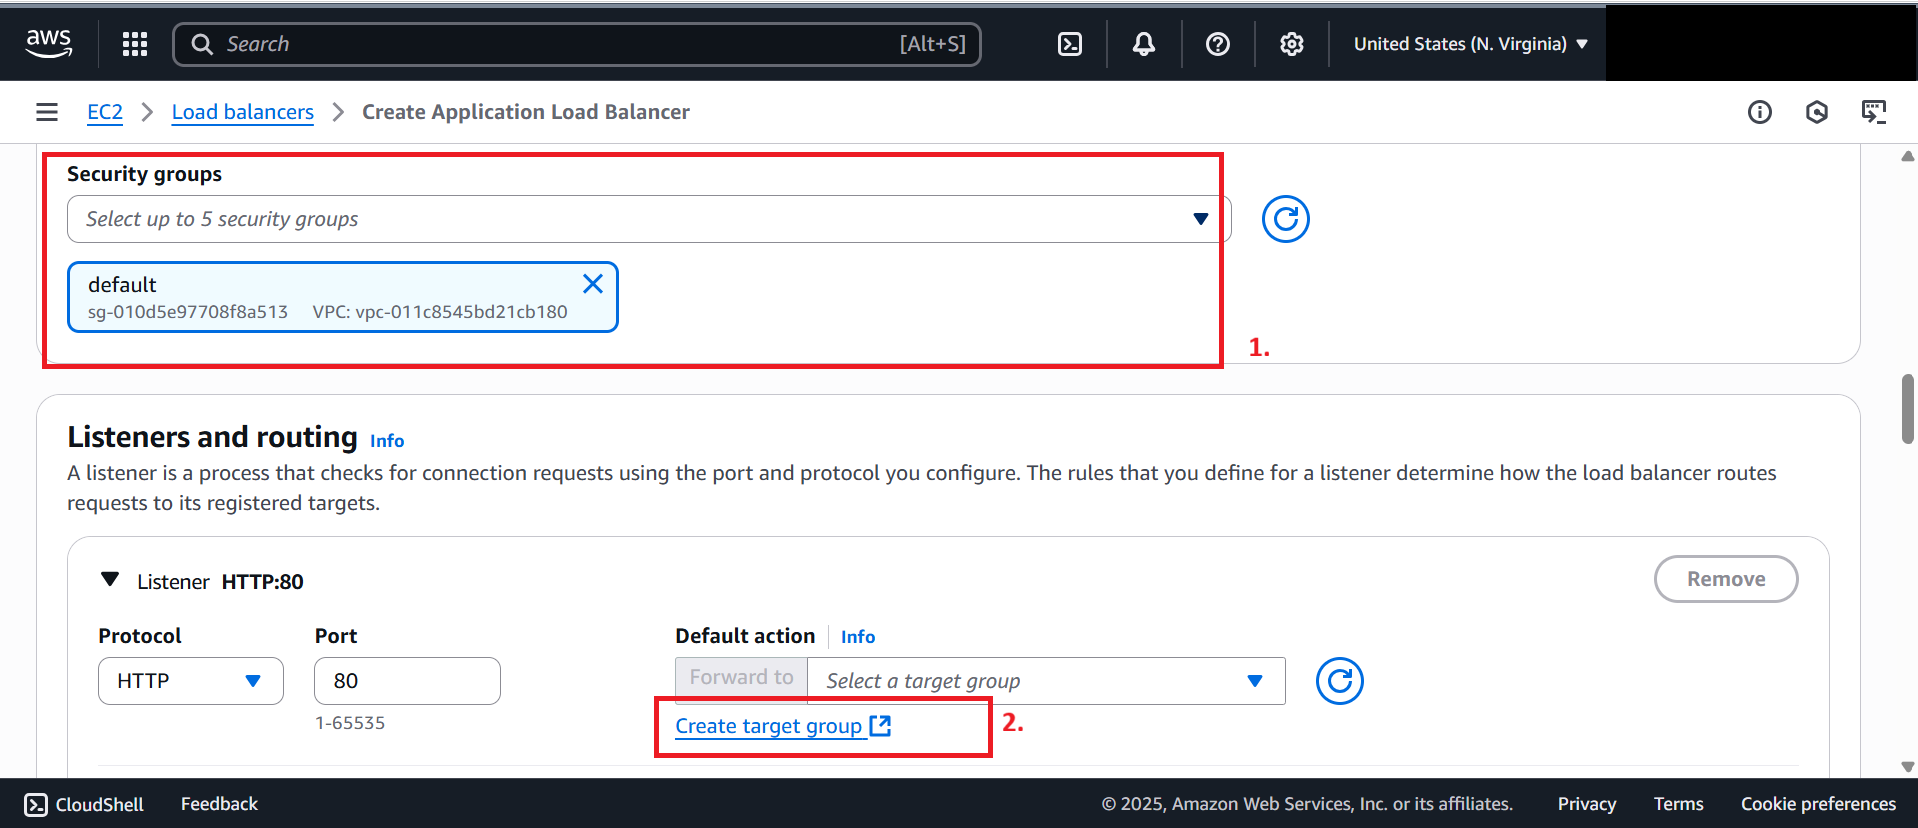 aws
Search [Alt+S]
United States (N. Virginia)
EC2 Load balancers Create Application Load Balancer
Security groups
Select up to 5 security groups
default
sg-010d5e97708f8a513 VPC: vpc-011c8545bd21cb180
1.
Listeners and routing Info
A listener is a process that checks for connection requests using the port and protocol you configure. The rules that you define for a listener determine how the load balancer routes
requests to its registered targets.
Listener HTTP:80
Remove
Protocol Port Default action Info
HTTP 80 Forward to Select a target group
1-65535 Create target group 2.
CloudShell Feedback © 2025, Amazon Web Services, Inc. or its affiliates. Privacy Terms Cookie preferences